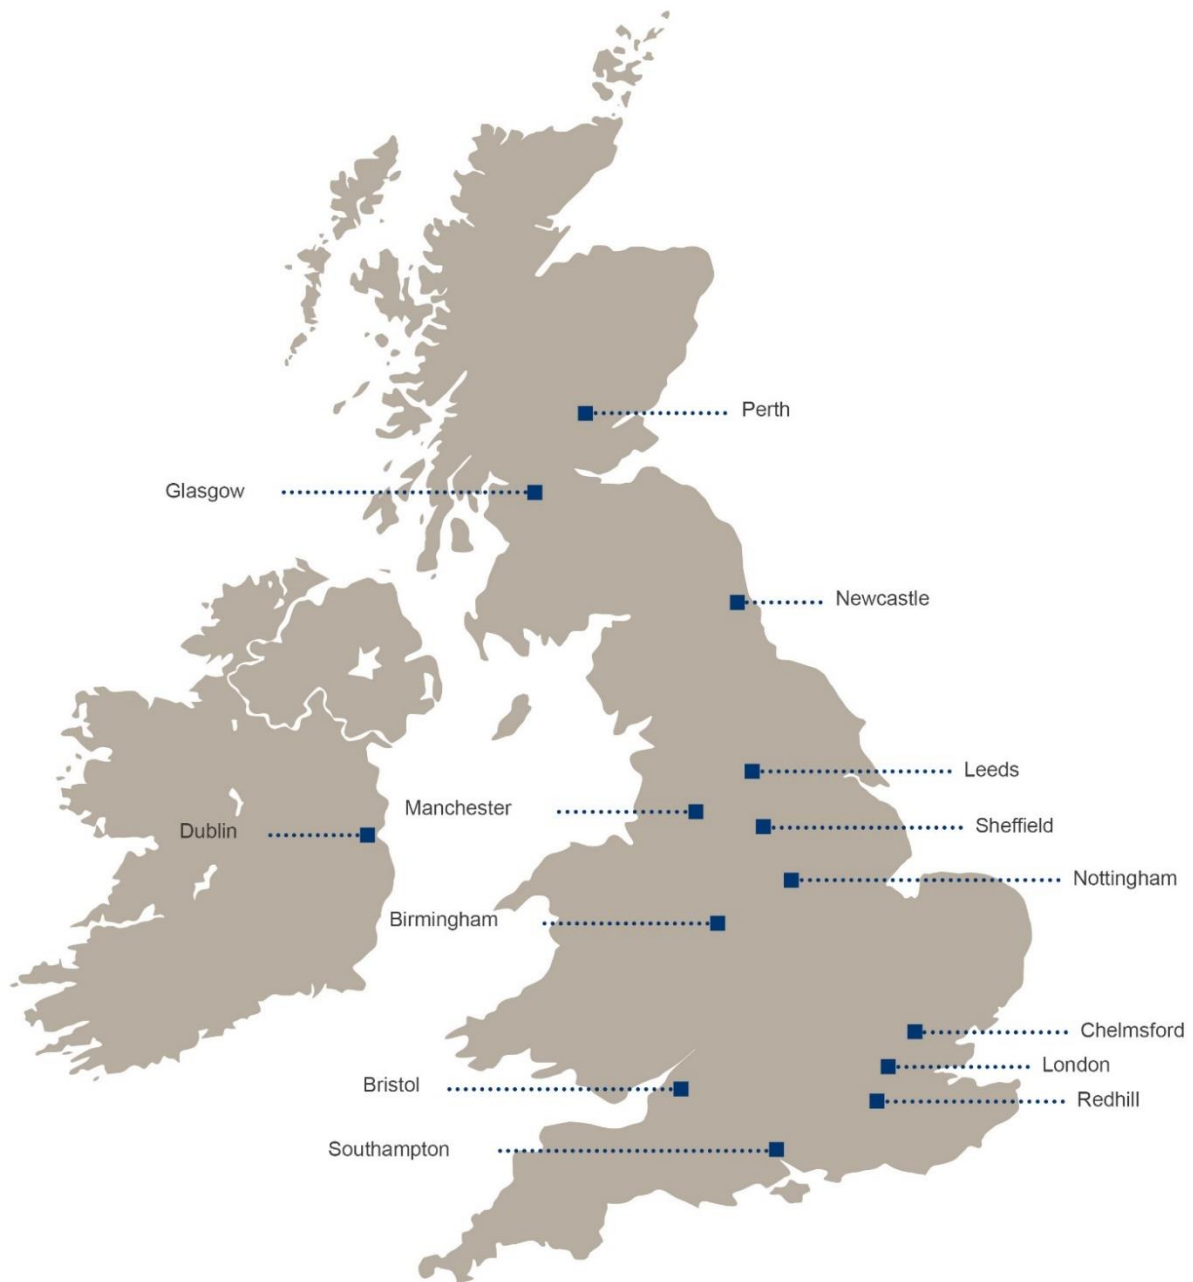 Perth
Glasgow
Newcastle
Leeds
Manchester
Sheffield
Dublin
Nottingham
Birmingham
Chelmsford
London
Bristol
Redhill
Southampton